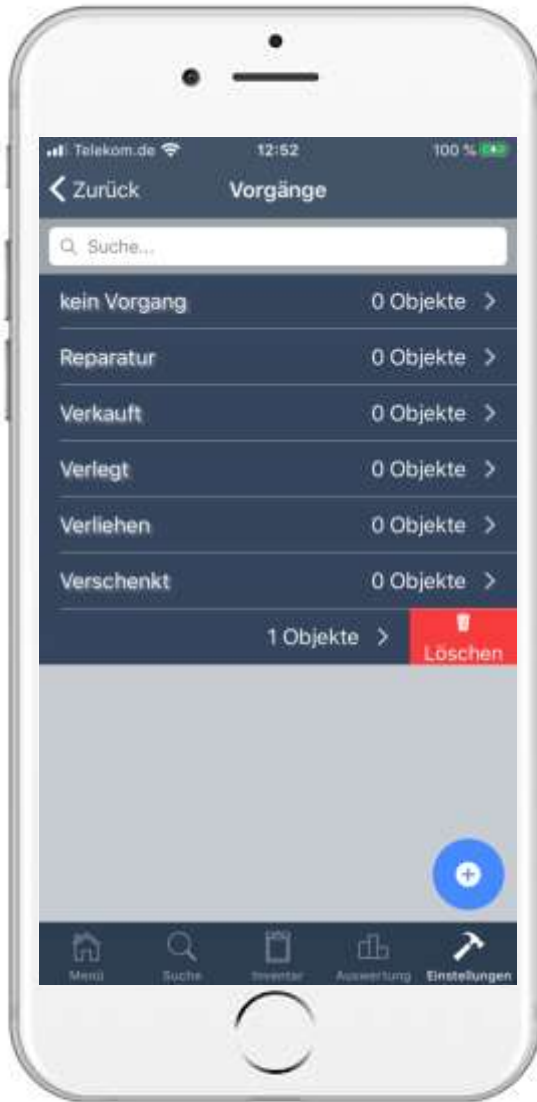 Telekom.de 12:52 100 %
Zurück Vorgänge
Suche...
kein Vorgang 0 Objekte
Reparatur 0 Objekte
Verkauft 0 Objekte
Verlegt 0 Objekte
Verliehen 0 Objekte
Verschenkt 0 Objekte
1 Objekte Löschen
Menü Suche Inventar Auswertung Einstellungen